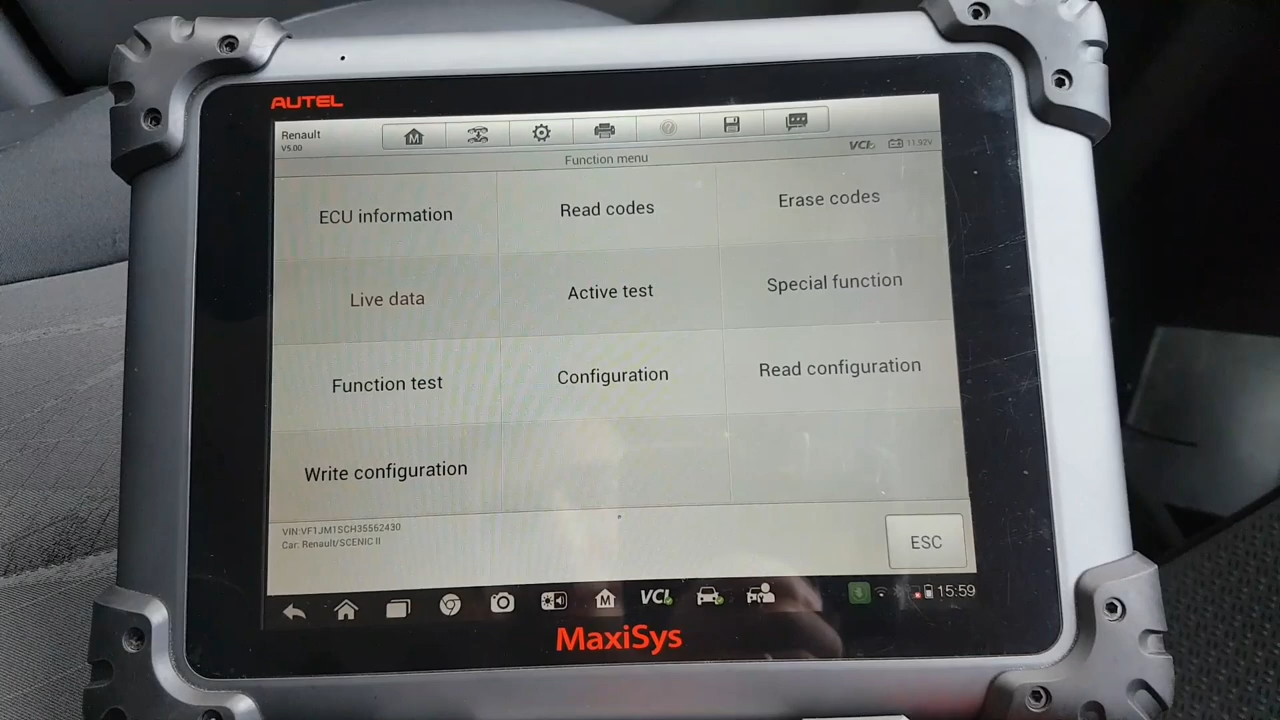 AUTEL
Renault
V5.00
M
?
Function menu
VCI
11.92V
ECU information
Read codes
Erase codes
Live data
Active test
Special function
Function test
Configuration
Read configuration
Write configuration
VIN:VF1JM1SCH35562430
Car: Renault/SCENIC II
ESC
M
VCI
15:59
MaxiSys